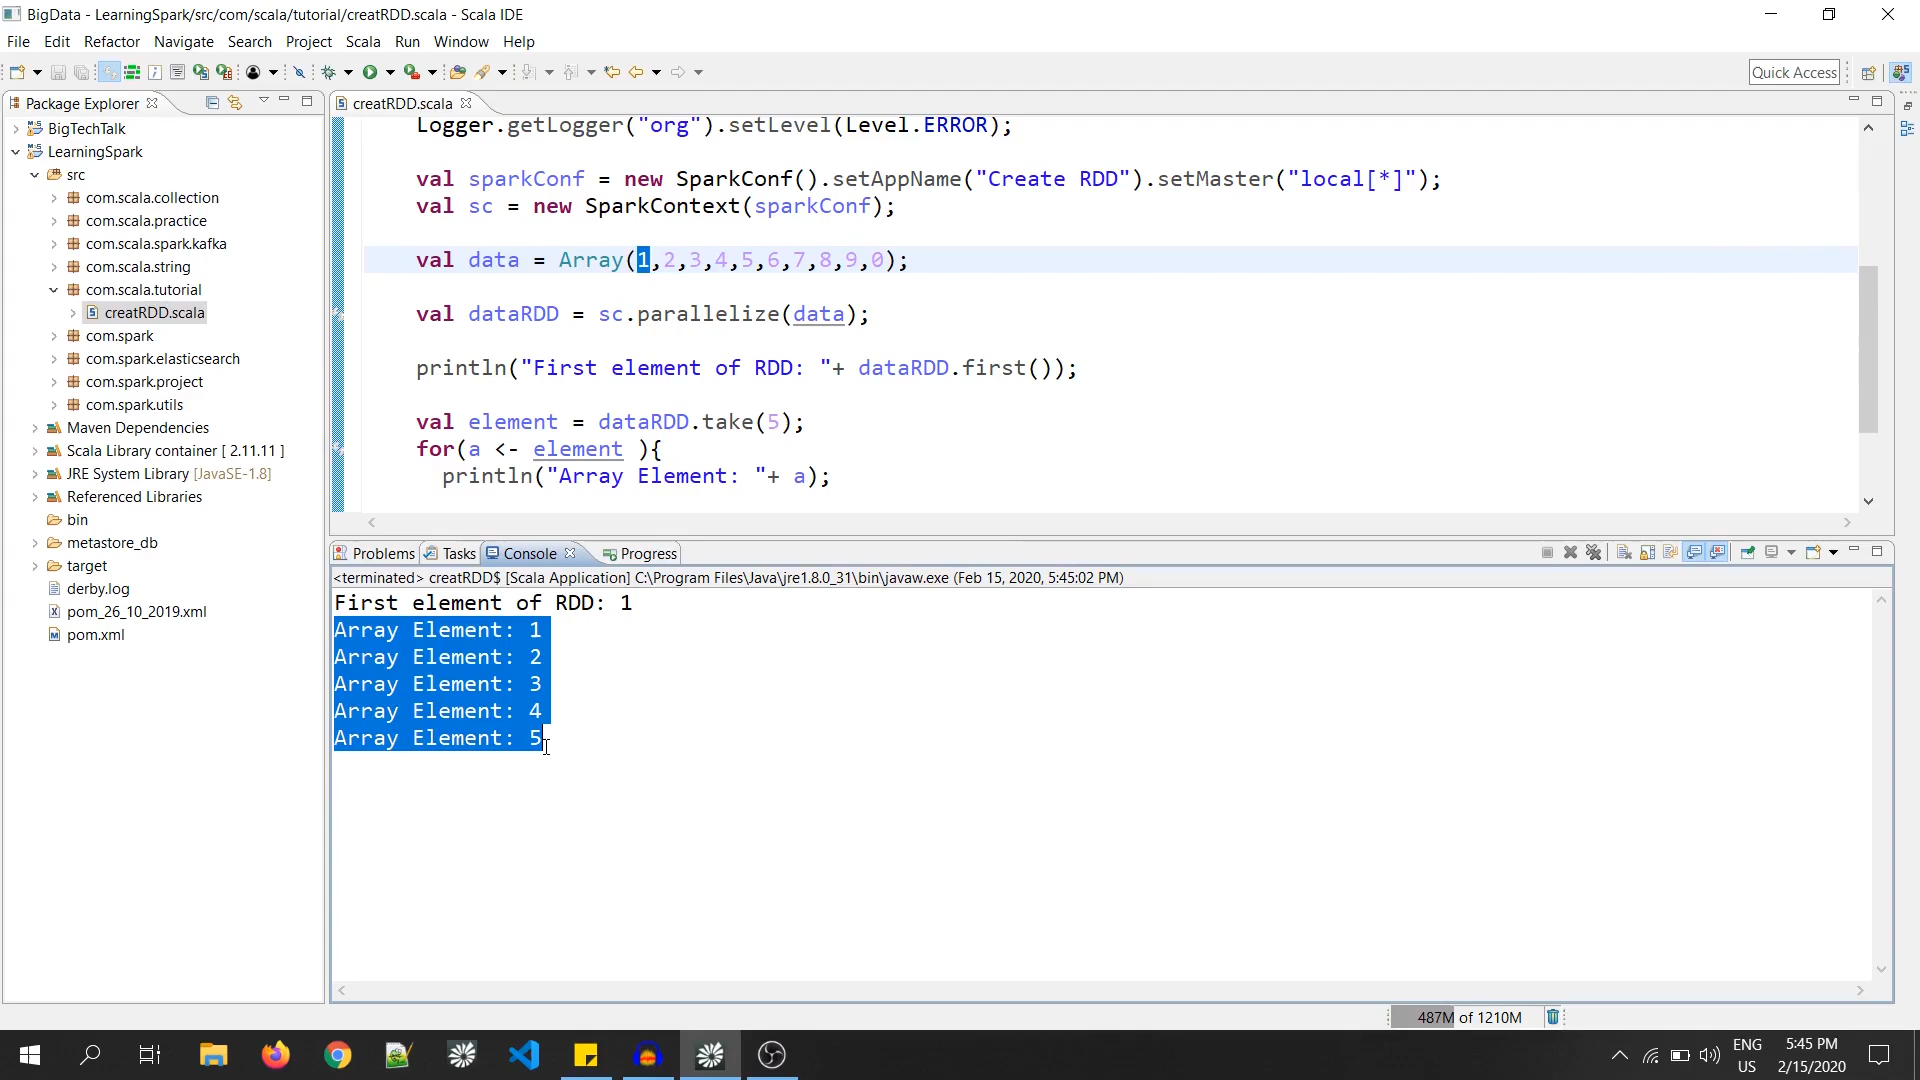 BigData - LearningSpark/src/com/scala/tutorial/creatRDD.scala - Scala IDE
File Edit Refactor Navigate Search Project Scala Run Window Help
Quick Access
Package Explorer
BigTechTalk
LearningSpark
src
com.scala.collection
com.scala.practice
com.scala.spark.kafka
com.scala.string
com.scala.tutorial
creatRDD.scala
com.spark
com.spark.elasticsearch
com.spark.project
com.spark.utils
Maven Dependencies
Scala Library container [ 2.11.11 ]
JRE System Library [JavaSE-1.8]
Referenced Libraries
bin
metastore_db
target
derby.log
pom_26_10_2019.xml
pom.xml
creatRDD.scala
Logger.getLogger("org").setLevel(Level.ERROR);
val sparkConf = new SparkConf().setAppName("Create RDD").setMaster("local[*]");
val sc = new SparkContext(sparkConf);
val data = Array(1,2,3,4,5,6,7,8,9,0);
val dataRDD = sc.parallelize(data);
println("First element of RDD: "+ dataRDD.first());
val element = dataRDD.take(5);
for(a <- element ){
println("Array Element: "+ a);
Problems Tasks Console Progress
<terminated> creatRDD$ [Scala Application] C:\Program Files\Java\jre1.8.0_31\bin\javaw.exe (Feb 15, 2020, 5:45:02 PM)
First element of RDD: 1
Array Element: 1
Array Element: 2
Array Element: 3
Array Element: 4
Array Element: 5
487M of 1210M
ENG
US
5:45 PM
2/15/2020